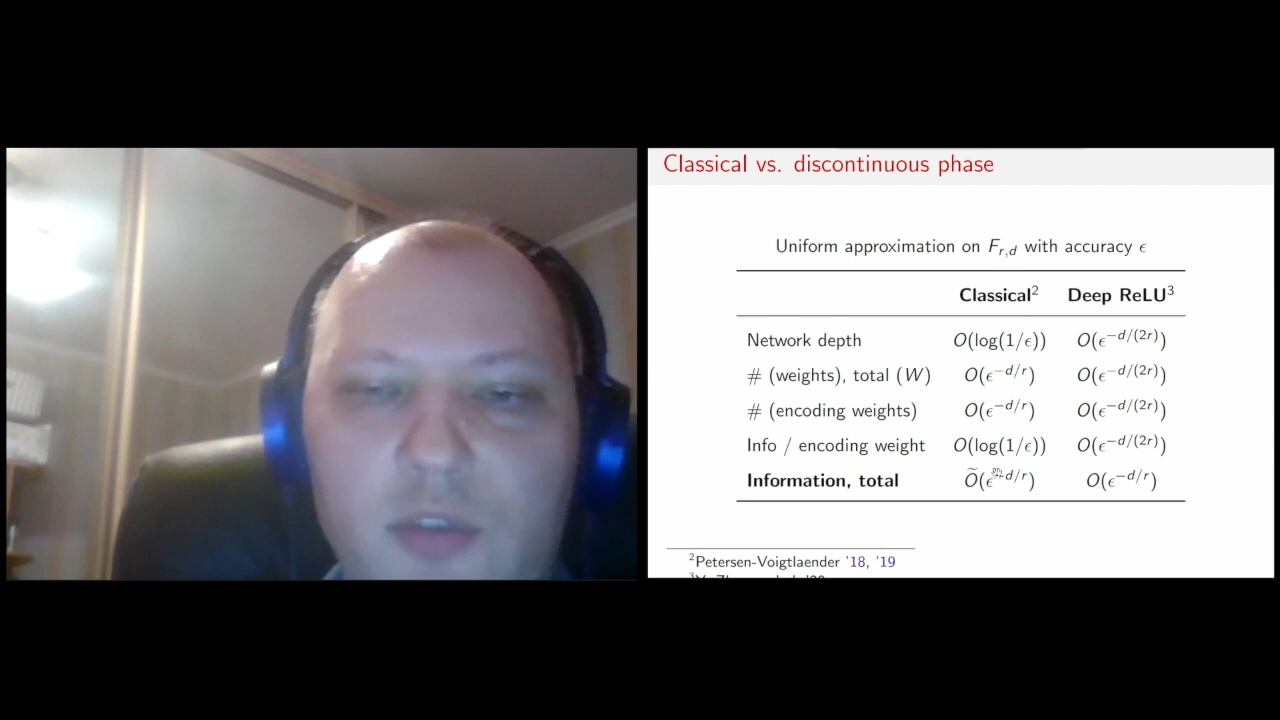 Classical vs. discontinuous phase
Uniform approximation on F_{r,d} with accuracy ϵ
Classical² Deep ReLU³
Network depth O(log(1/ϵ)) O(ϵ^{-d/(2r)})
# (weights), total (W) O(ϵ^{-d/r}) O(ϵ^{-d/(2r)})
# (encoding weights) O(ϵ^{-d/r}) O(ϵ^{-d/(2r)})
Info / encoding weight O(log(1/ϵ)) O(ϵ^{-d/(2r)})
Information, total Õ(ϵ^{-d/r}) O(ϵ^{-d/r})
²Petersen-Voigtlaender '18, '19